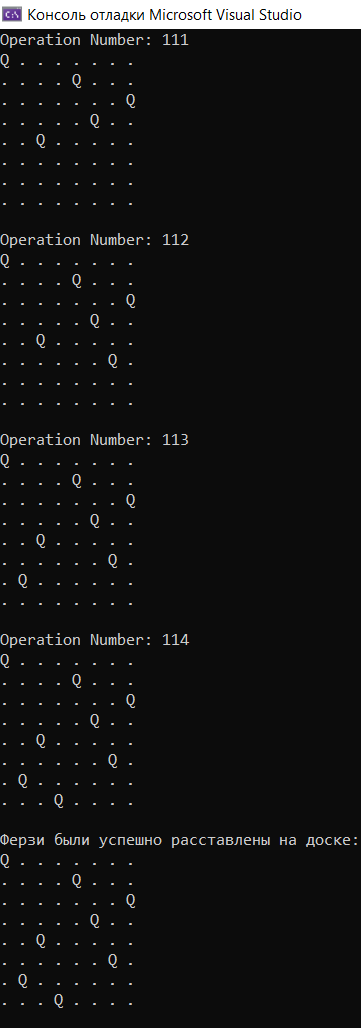 Консоль отладки Microsoft Visual Studio
Operation Number: 111
Q . . . . . . .
. . . . Q . . .
. . . . . . . Q
. . . . . Q . .
. . Q . . . . .
. . . . . . . .
. . . . . . . .
. . . . . . . .
Operation Number: 112
Q . . . . . . .
. . . . Q . . .
. . . . . . . Q
. . . . . Q . .
. . Q . . . . .
. . . . . . Q .
. . . . . . . .
. . . . . . . .
Operation Number: 113
Q . . . . . . .
. . . . Q . . .
. . . . . . . Q
. . . . . Q . .
. . Q . . . . .
. . . . . . Q .
. Q . . . . . .
. . . . . . . .
Operation Number: 114
Q . . . . . . .
. . . . Q . . .
. . . . . . . Q
. . . . . Q . .
. . Q . . . . .
. . . . . . Q .
. Q . . . . . .
. . . Q . . . .
Ферзи были успешно расставлены на доске:
Q . . . . . . .
. . . . Q . . .
. . . . . . . Q
. . . . . Q . .
. . Q . . . . .
. . . . . . Q .
. Q . . . . . .
. . . Q . . . .